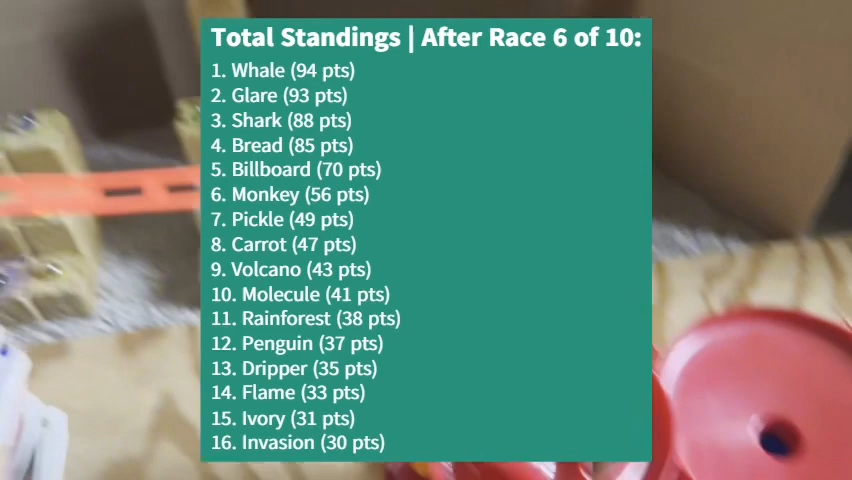 Total Standings | After Race 6 of 10:
1. Whale (94 pts)
2. Glare (93 pts)
3. Shark (88 pts)
4. Bread (85 pts)
5. Billboard (70 pts)
6. Monkey (56 pts)
7. Pickle (49 pts)
8. Carrot (47 pts)
9. Volcano (43 pts)
10. Molecule (41 pts)
11. Rainforest (38 pts)
12. Penguin (37 pts)
13. Dripper (35 pts)
14. Flame (33 pts)
15. Ivory (31 pts)
16. Invasion (30 pts)